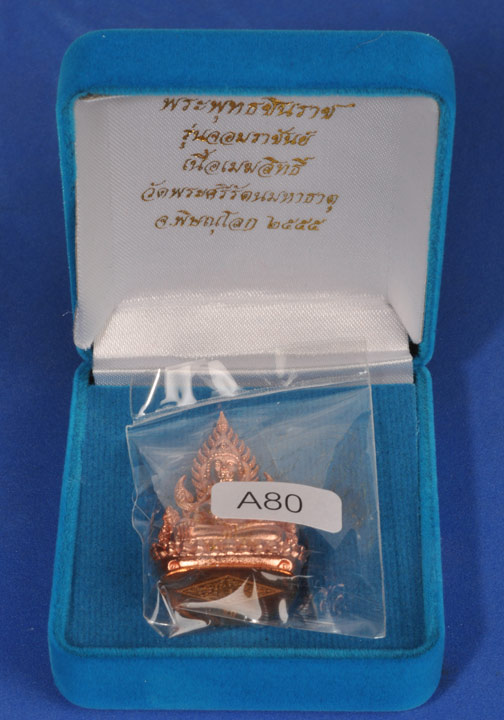 พระพุทธชินราช
รุ่นจอมราชันย์
เนื้อเมฆสิทธิ์
วัดพระศรีรัตนมหาธาตุ
จ.พิษณุโลก ๒๕๕๕
A80